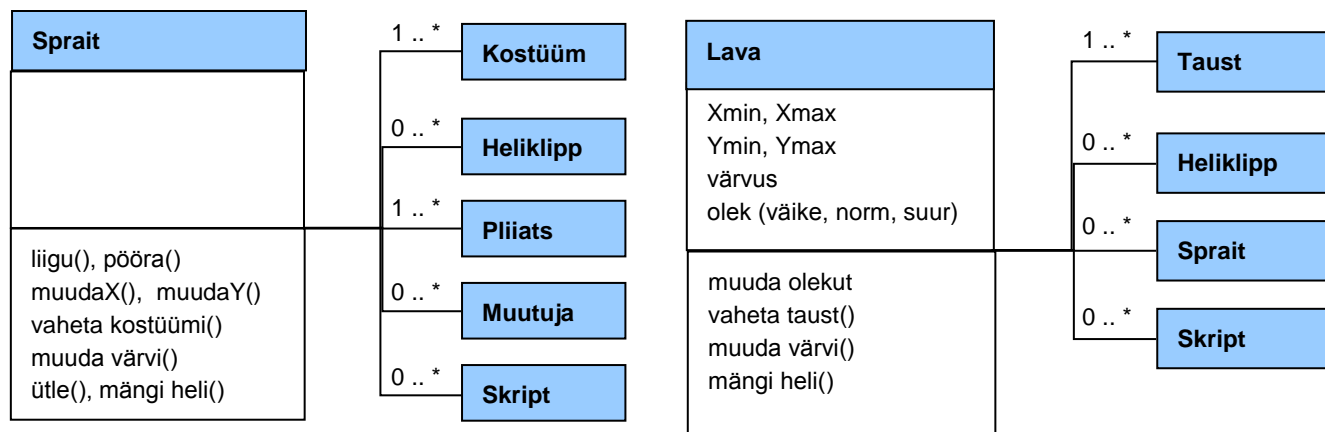 Sprait
liigu(), pööra()
muudaX(), muudaY()
vaheta kostüümi()
muuda värvi()
ütle(), mängi heli()
1 .. *
Kostüüm
0 .. *
Heliklipp
1 .. *
Pliiats
0 .. *
Muutuja
0 .. *
Skript
Lava
Xmin, Xmax
Ymin, Ymax
värvus
olek (väike, norm, suur)
muuda olekut
vaheta taust()
muuda värvi()
mängi heli()
1 .. *
Taust
0 .. *
Heliklipp
0 .. *
Sprait
0 .. *
Skript